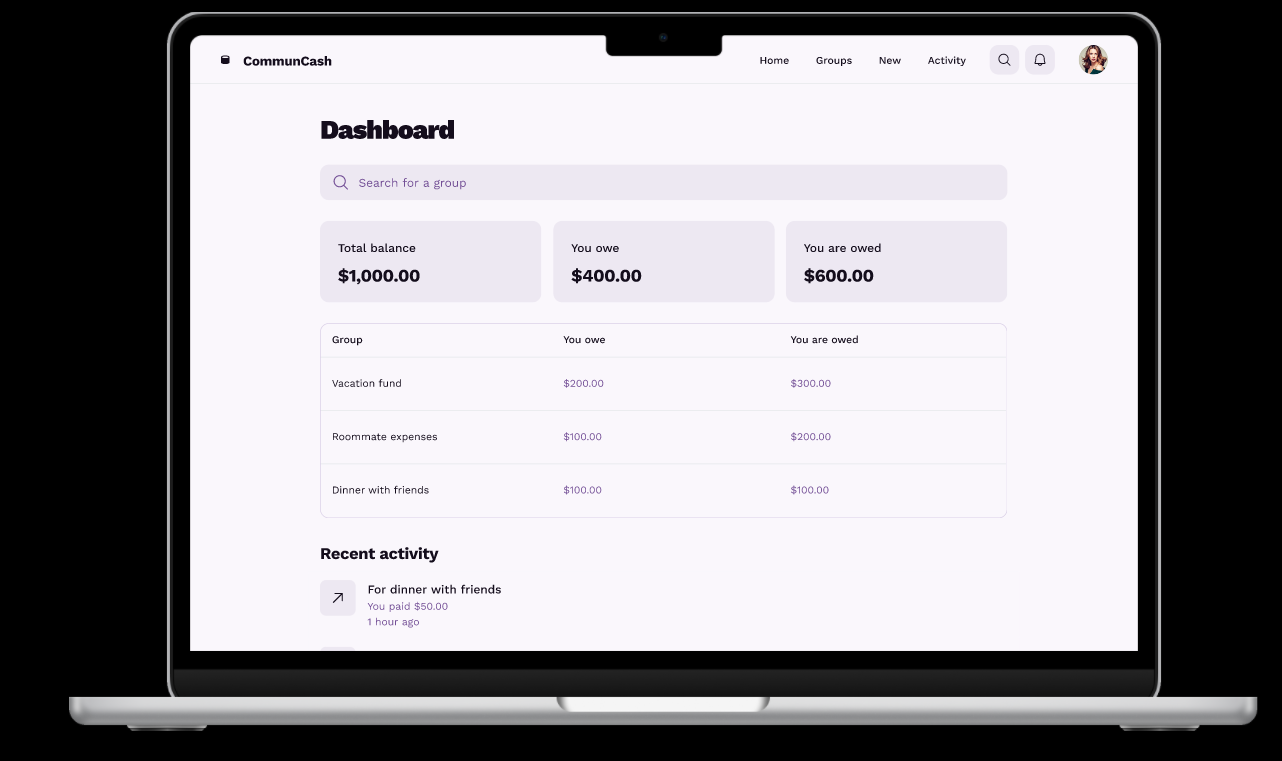 CommunCash
Home Groups New Activity
Dashboard
Search for a group
Total balance You owe You are owed
$1,000.00 $400.00 $600.00
Group You owe You are owed
Vacation fund $200.00 $300.00
Roommate expenses $100.00 $200.00
Dinner with friends $100.00 $100.00
Recent activity
For dinner with friends
You paid $50.00
1 hour ago